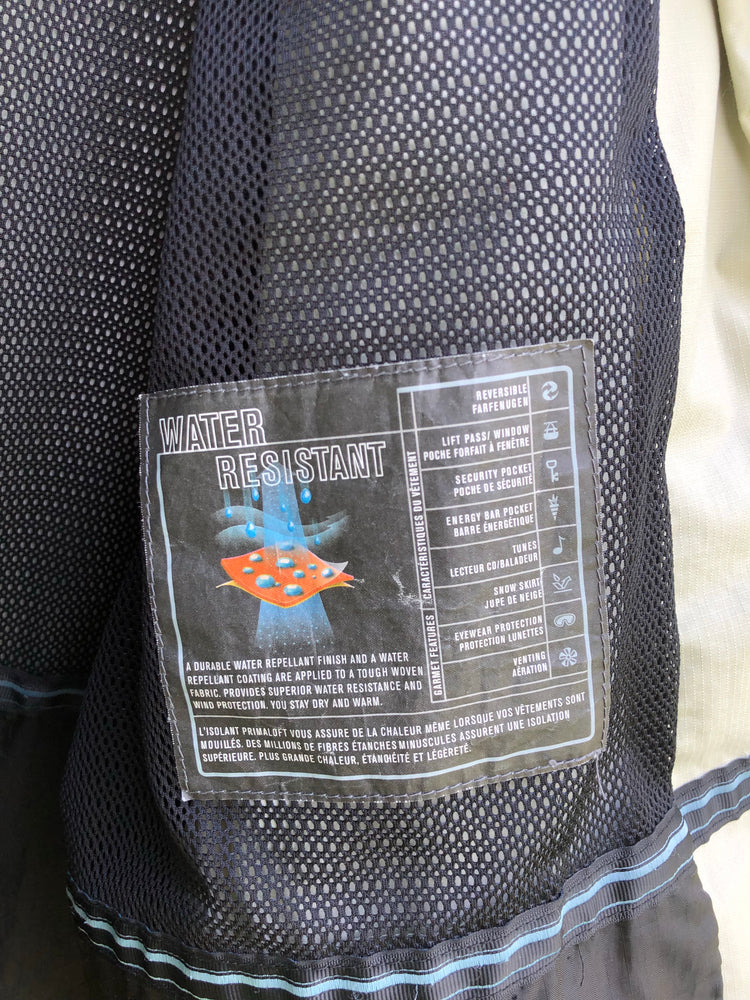 WATER
RESISTANT
A DURABLE WATER REPELLANT FINISH AND A WATER
REPELLANT COATING ARE APPLIED TO A TOUGH WOVEN
FABRIC. PROVIDES SUPERIOR WATER RESISTANCE AND
WIND PROTECTION. YOU STAY DRY AND WARM.
L'ISOLANT PRIMALOFT VOUS ASSURE DE LA CHALEUR MÊME LORSQUE VOS VÊTEMENTS SONT
MOUILLÉS. DES MILLIONS DE FIBRES ÉTANCHES MINUSCULES ASSURENT UNE ISOLATION
SUPÉRIEURE. PLUS GRANDE CHALEUR, ÉTANCHÉITÉ ET LÉGÈRETÉ.
GARMET FEATURES / CARACTÉRISTIQUES DU VÊTEMENT
REVERSIBLE
FARFENUGEN
LIFT PASS/ WINDOW
POCHE FORFAIT À FENÊTRE
SECURITY POCKET
POCHE DE SÉCURITÉ
ENERGY BAR POCKET
BARRE ÉNERGÉTIQUE
TUNES
LECTEUR CD/BALADEUR
SNOW SKIRT
JUPE DE NEIGE
EYEWEAR PROTECTION
PROTECTION LUNETTES
VENTING
AÉRATION